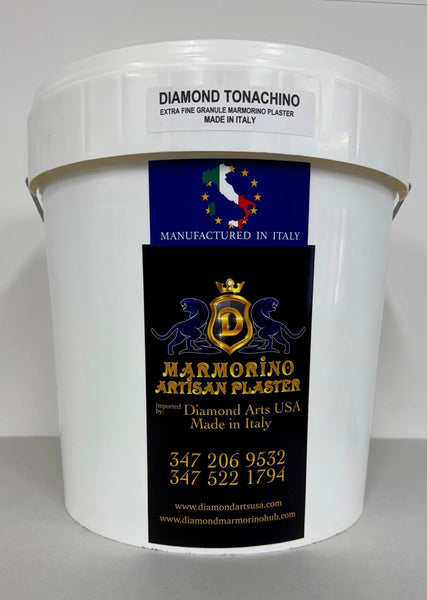 DIAMOND TONACHINO
EXTRA FINE GRANULE MARMORINO PLASTER
MADE IN ITALY
MANUFACTURED IN ITALY
D
MARMORINO
ARTISAN PLASTER
Imported by: Diamond Arts USA
Made in Italy
347 206 9532
347 522 1794
www.diamondartsusa.com
www.diamondmarmorinohub.com